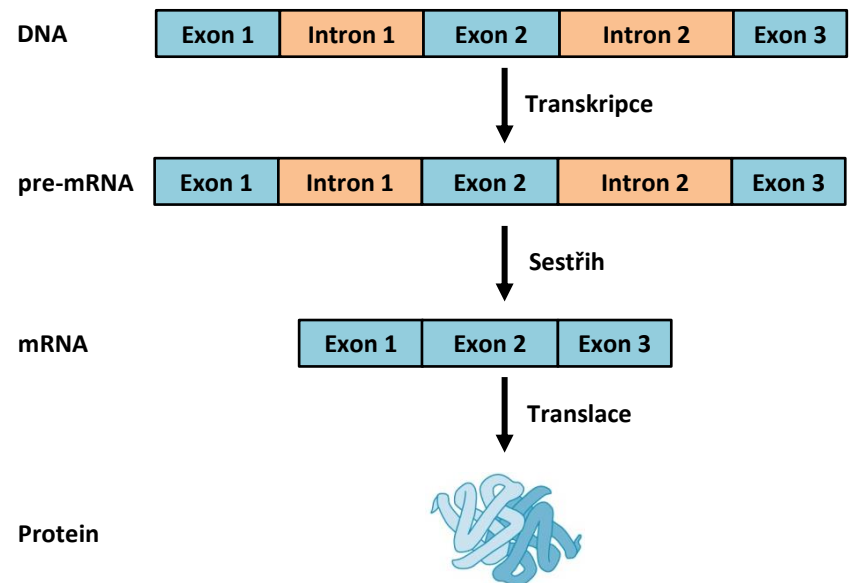 DNA Exon 1 Intron 1 Exon 2 Intron 2 Exon 3
Transkripce
pre-mRNA Exon 1 Intron 1 Exon 2 Intron 2 Exon 3
Sestřih
mRNA Exon 1 Exon 2 Exon 3
Translace
Protein